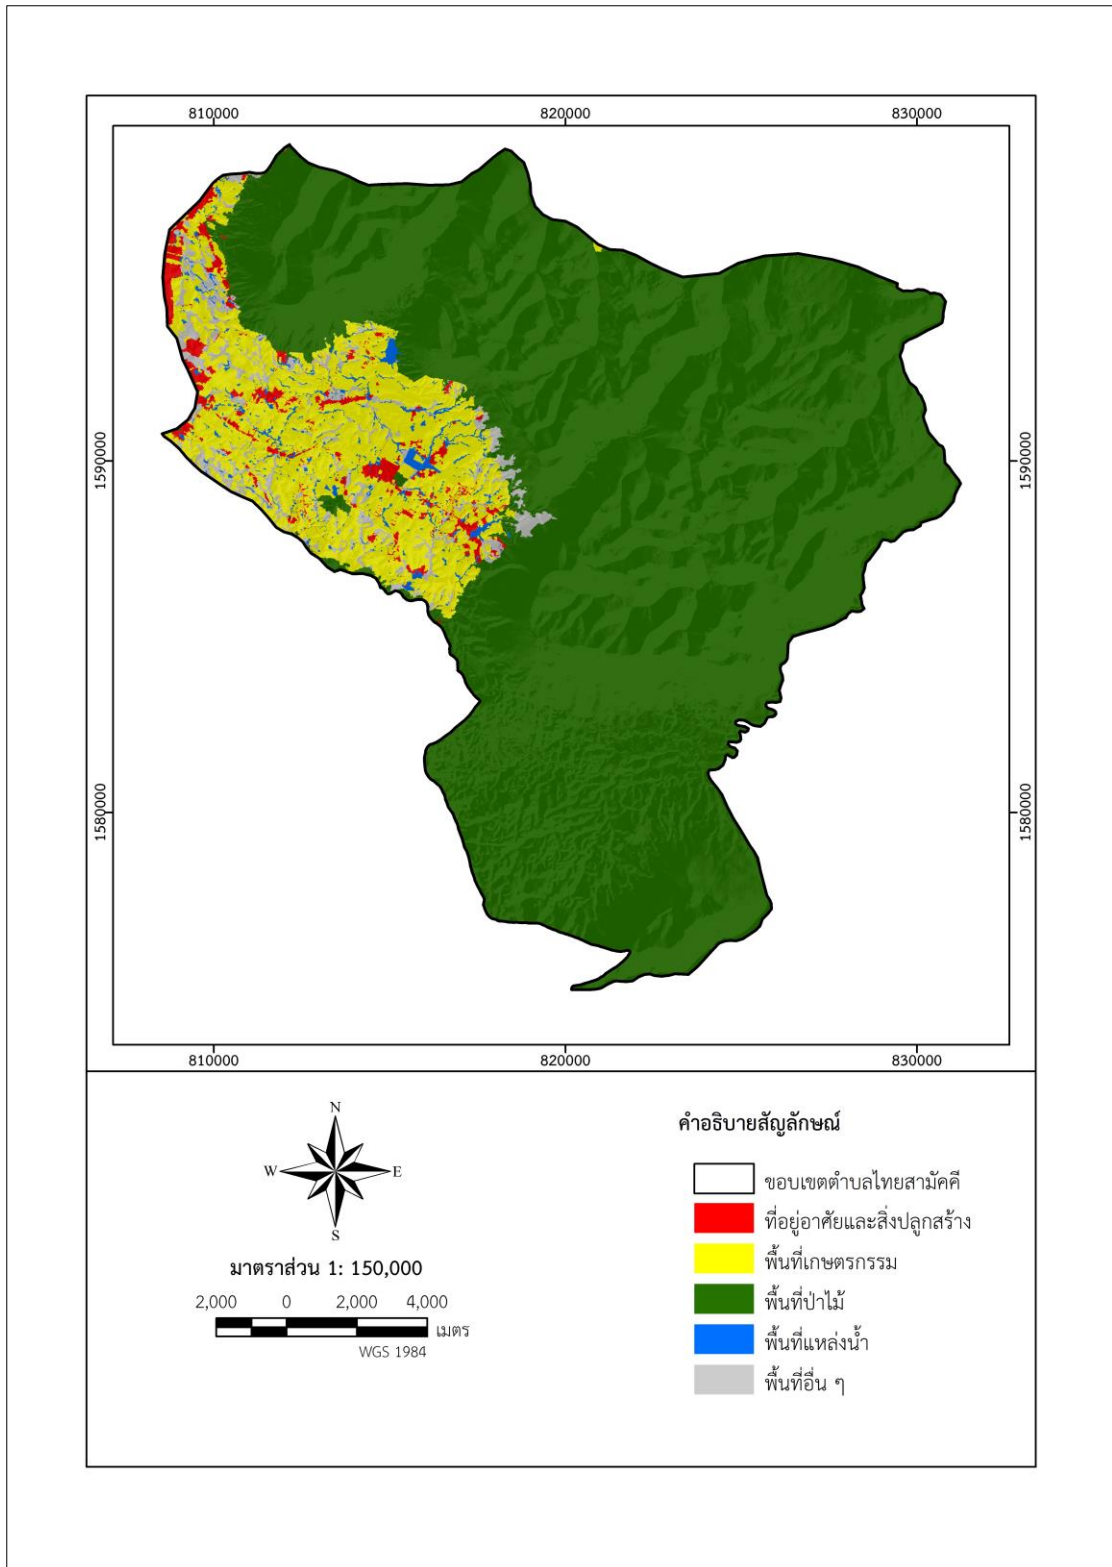 810000 820000 830000
1590000 1590000
1580000 1580000
810000 820000 830000
N
W E
S
มาตราส่วน 1: 150,000
2,000 0 2,000 4,000
เมตร
WGS 1984
คำอธิบายสัญลักษณ์
ขอบเขตตำบลไทยสามัคคี
ที่อยู่อาศัยและสิ่งปลูกสร้าง
พื้นที่เกษตรกรรม
พื้นที่ป่าไม้
พื้นที่แหล่งน้ำ
พื้นที่อื่น ๆ